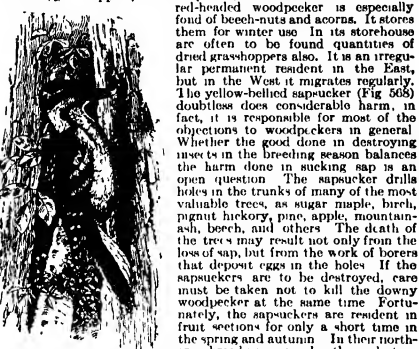 red-headed woodpecker is especially
fond of beech-nuts and acorns. It stores
them for winter use In its storehouse
are often to be found quantities of
dried grasshoppers also. It is an irregu-
lar permanent resident in the East,
but in the West it migrates regularly.
The yellow-bellied sapsucker (Fig 568)
doubtless does considerable harm, in
fact, it is responsible for most of the
objections to woodpeckers in general
Whether the good done in destroying
insects in the breeding season balances
the harm done in sucking sap is an
open question The sapsucker drills
holes in the trunks of many of the most
valuable trees, as sugar maple, birch,
pignut hickory, pine, apple, mountain-
ash, beech, and others The death of
the trees may result not only from the
loss of sap, but from the work of borers
that deposit eggs in the holes If the
sapsuckers are to be destroyed, care
must be taken not to kill the downy
woodpecker at the same time Fortu-
nately, the sapsuckers are resident in
fruit sections for only a short time in
the spring and autumn In their north